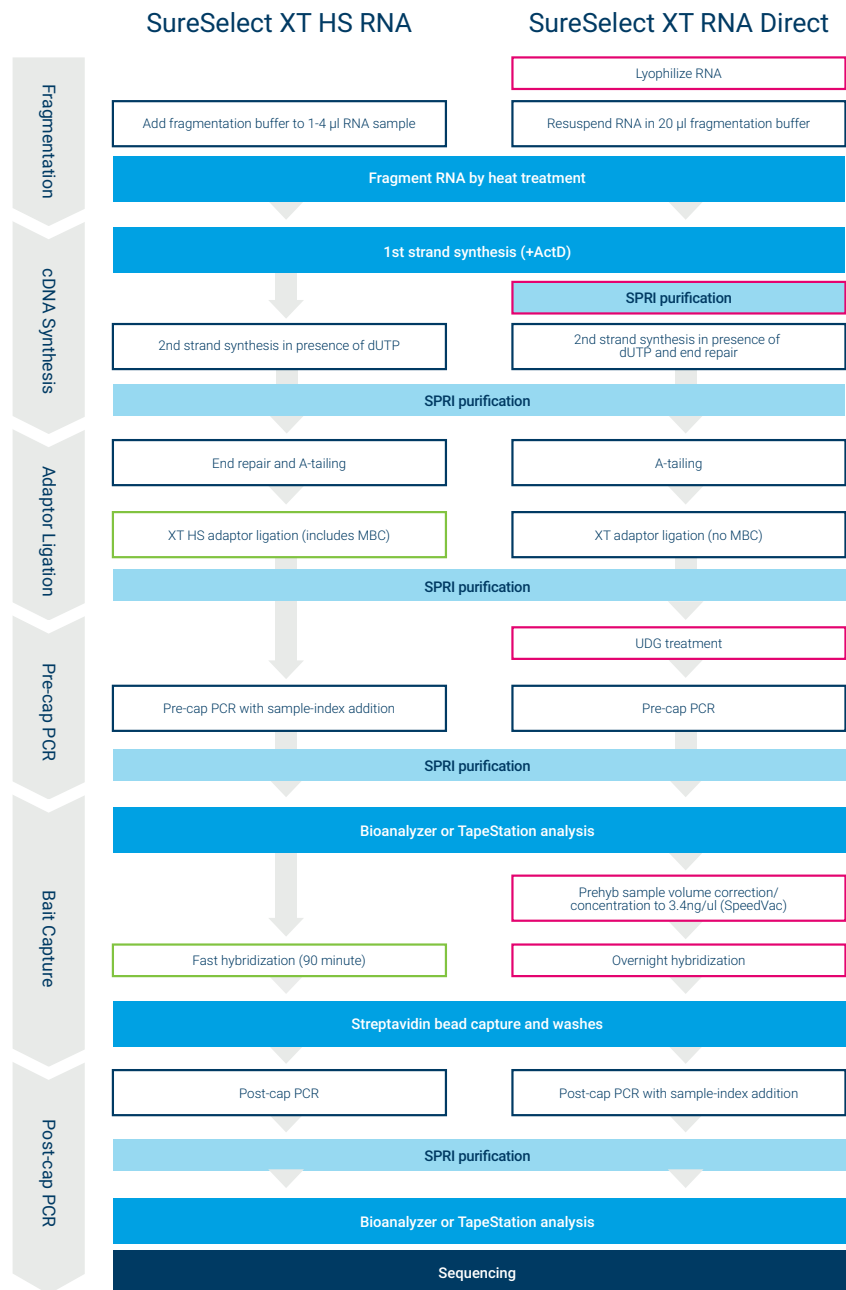 SureSelect XT HS RNA
SureSelect XT RNA Direct
Fragmentation
Lyophilize RNA
Add fragmentation buffer to 1-4 µl RNA sample
Resuspend RNA in 20 µl fragmentation buffer
Fragment RNA by heat treatment
cDNA Synthesis
1st strand synthesis (+ActD)
SPRI purification
2nd strand synthesis in presence of dUTP
2nd strand synthesis in presence of
dUTP and end repair
SPRI purification
Adaptor Ligation
End repair and A-tailing
A-tailing
XT HS adaptor ligation (includes MBC)
XT adaptor ligation (no MBC)
SPRI purification
Pre-cap PCR
UDG treatment
Pre-cap PCR with sample-index addition
Pre-cap PCR
SPRI purification
Bait Capture
Bioanalyzer or TapeStation analysis
Prehyb sample volume correction/
concentration to 3.4ng/ul (SpeedVac)
Fast hybridization (90 minute)
Overnight hybridization
Streptavidin bead capture and washes
Post-cap PCR
Post-cap PCR
Post-cap PCR with sample-index addition
SPRI purification
Bioanalyzer or TapeStation analysis
Sequencing